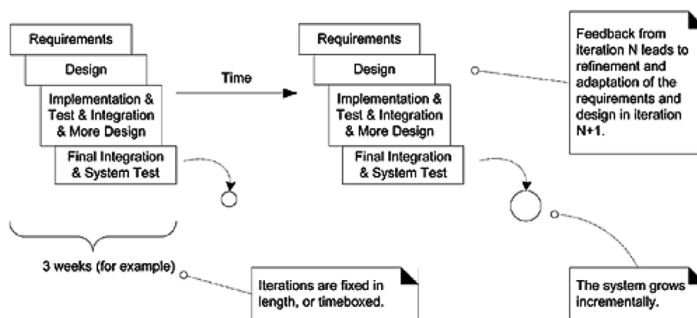 Requirements
Design
Implementation &
Test & Integration
& More Design
Final Integration
& System Test
3 weeks (for example)
Time
Requirements
Design
Implementation &
Test & Integration
& More Design
Final Integration
& System Test
Feedback from
iteration N leads to
refinement and
adaptation of the
requirements and
design in iteration
N+1.
Iterations are fixed in
length, or timeboxed.
The system grows
incrementally.